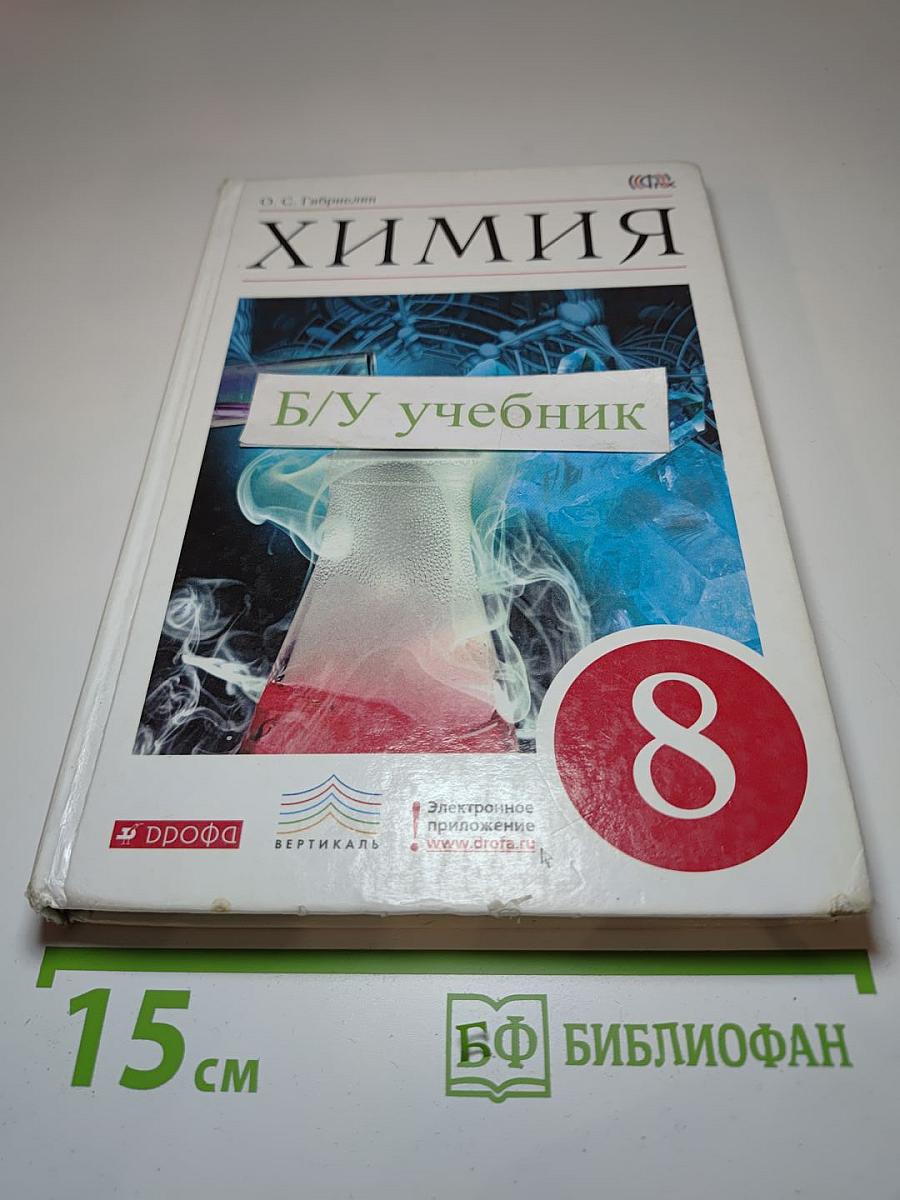 О. С. Габриелян
ХИМИЯ
Б/У учебник
8
дрофа
ВЕРТИКАЛЬ
! Электронное
приложение
www.drofa.ru
15 см
БФ БИБЛИОФАН